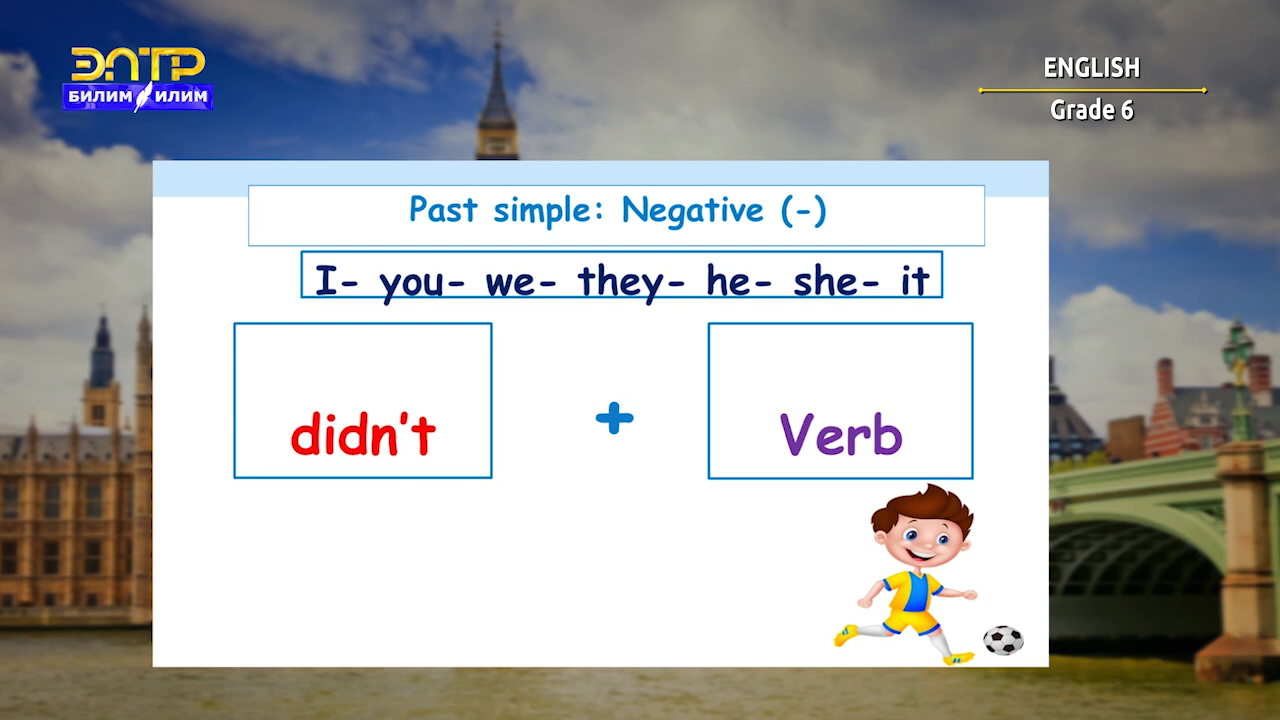 ЭЛТР
БИЛИМ ИЛИМ
ENGLISH
Grade 6
Past simple: Negative (-)
I- you- we- they- he- she- it
didn't + Verb